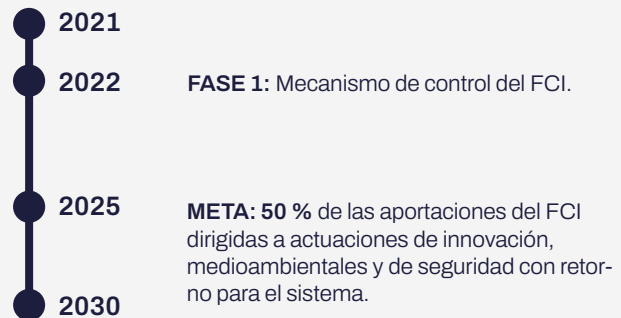 2021
2022
FASE 1: Mecanismo de control del FCI.
2025
META: 50 % de las aportaciones del FCI
dirigidas a actuaciones de innovación,
medioambientales y de seguridad con retor-
no para el sistema.
2030